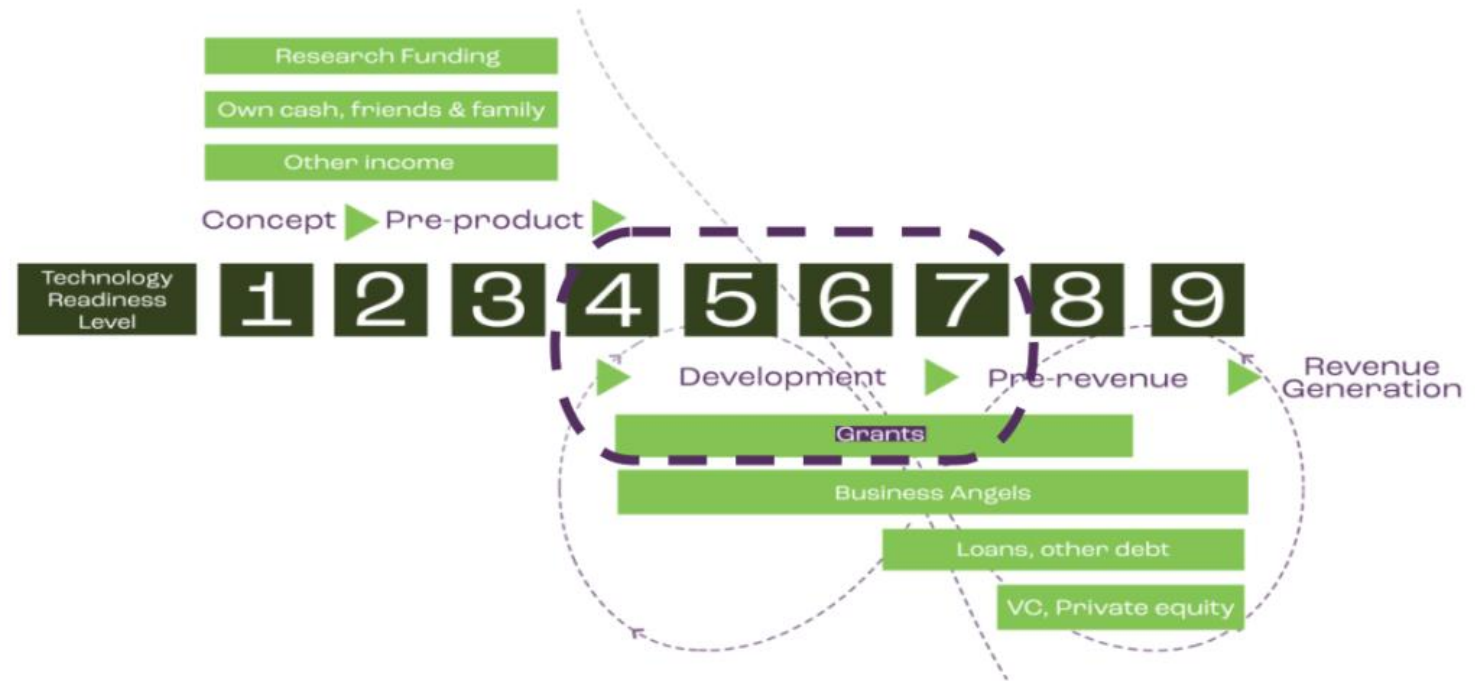 Research Funding
Own cash, friends & family
Other income
Concept Pre-product
Technology
Readiness
Level
1 2 3 4 5 6 7 8 9
Development Pre-revenue
Revenue
Generation
Grants
Business Angels
Loans, other debt
VC, Private equity